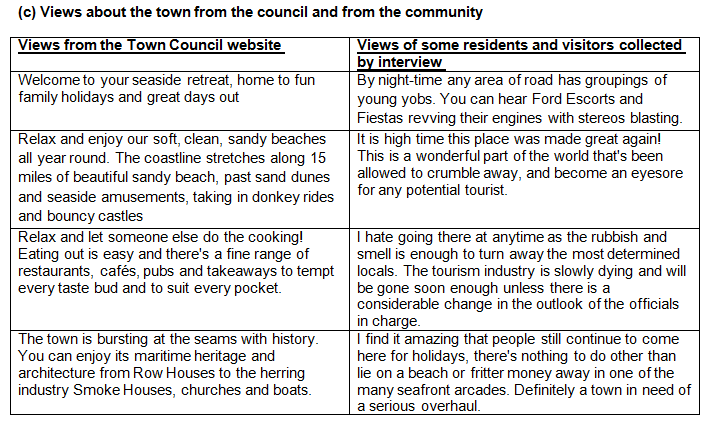 (c) Views about the town from the council and from the community
Views from the Town Council website
Views of some residents and visitors collected
by interview
Welcome to your seaside retreat, home to fun
family holidays and great days out
By night-time any area of road has groupings of
young yobs. You can hear Ford Escorts and
Fiestas revving their engines with stereos blasting.
Relax and enjoy our soft, clean, sandy beaches
all year round. The coastline stretches along 15
miles of beautiful sandy beach, past sand dunes
and seaside amusements, taking in donkey rides
and bouncy castles
It is high time this place was made great again!
This is a wonderful part of the world that's been
allowed to crumble away, and become an eyesore
for any potential tourist.
Relax and let someone else do the cooking!
Eating out is easy and there's a fine range of
restaurants, cafés, pubs and takeaways to tempt
every taste bud and to suit every pocket.
I hate going there at anytime as the rubbish and
smell is enough to turn away the most determined
locals. The tourism industry is slowly dying and will
be gone soon enough unless there is a
considerable change in the outlook of the officials
in charge.
The town is bursting at the seams with history.
You can enjoy its maritime heritage and
architecture from Row Houses to the herring
industry Smoke Houses, churches and boats.
I find it amazing that people still continue to come
here for holidays, there's nothing to do other than
lie on a beach or fritter money away in one of the
many seafront arcades. Definitely a town in need of
a serious overhaul.